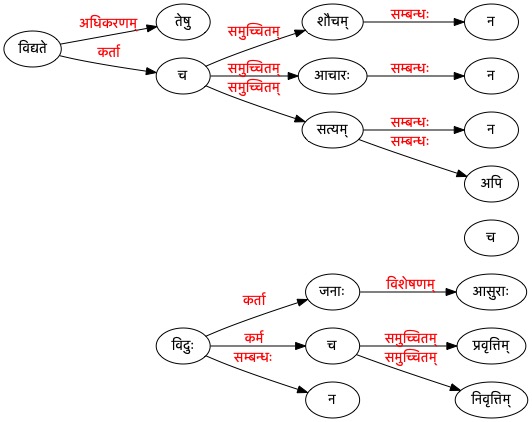 अधिकरणम् तेषु समुच्चितम् शौचम् सम्बन्धः न
विद्यते कर्ता
च समुच्चितम् आचारः सम्बन्धः न
समुच्चितम्
सत्यम् सम्बन्धः न
सम्बन्धः
अपि
च
कर्ता जनाः विशेषणम् आसुराः
विदुः कर्म च समुच्चितम् प्रवृत्तिम्
सम्बन्धः समुच्चितम्
न निवृत्तिम्